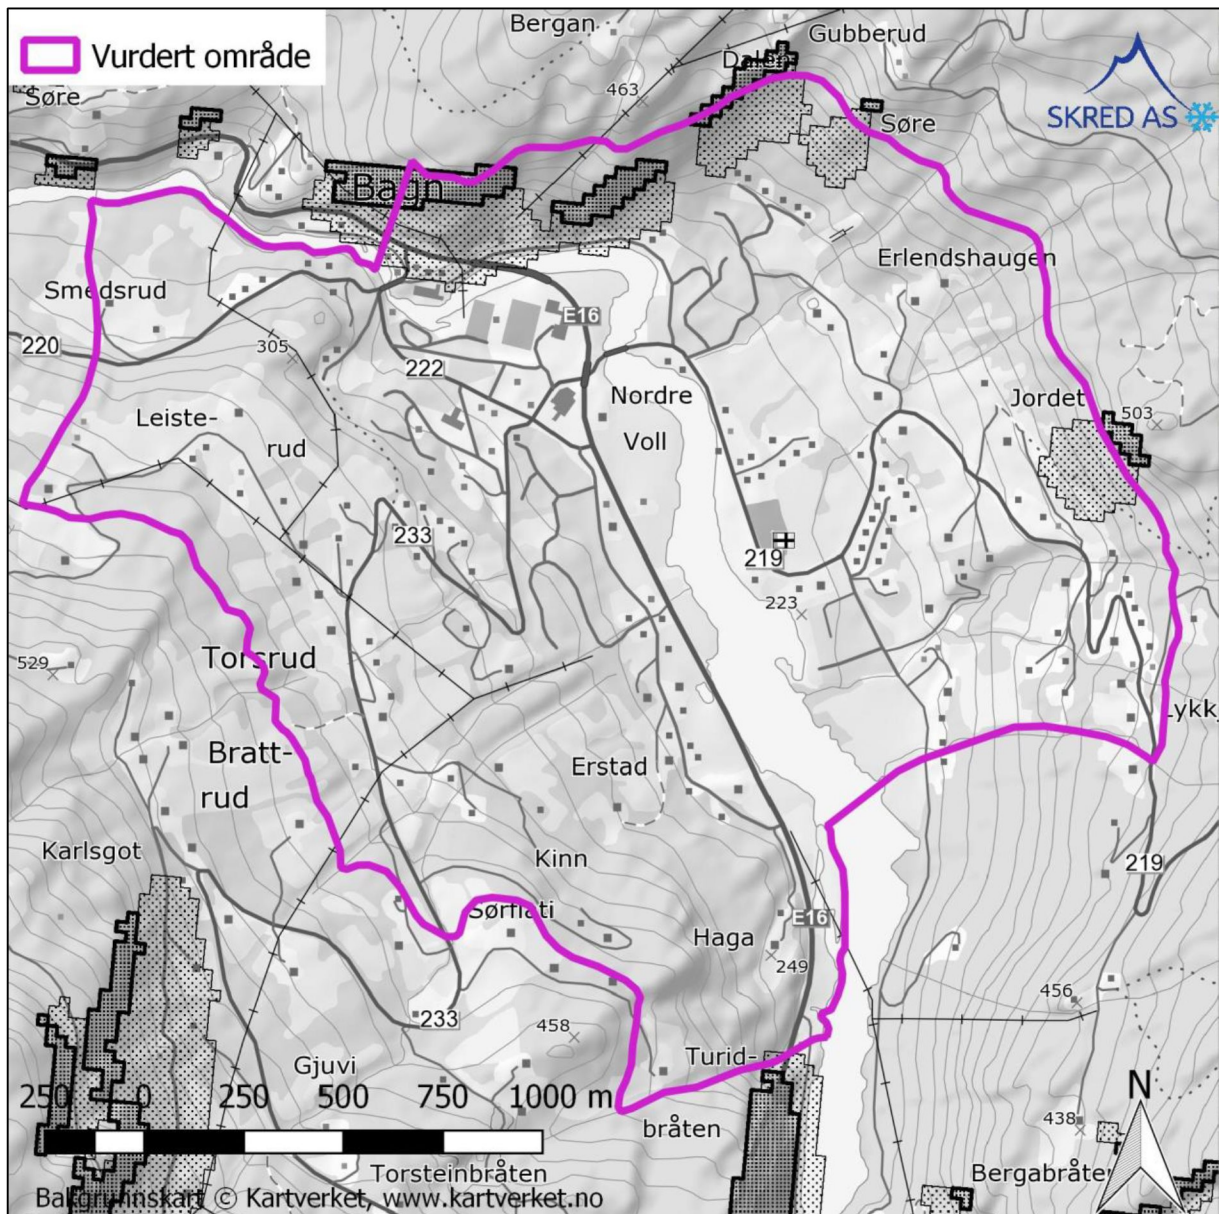 Vurdert område
Bergan
Gubberud
Søre
463
SKRED AS
Søre
Bagn
Erlendshaugen
Smedsrud
E16
220
305
222
Nordre
Voll
Jordet
503
Leiste-
rud
233
219
223
529
Torsrud
Bratt-
rud
Erstad
Karlsgot
Kinn
219
Sørflati
E16
Haga
249
456
233
458
Turid-
Gjuvi
N
250 0 250 500 750 1000 m
438
bråten
Torsteinbråten
Bakgrunnskart © Kartverket, www.kartverket.no